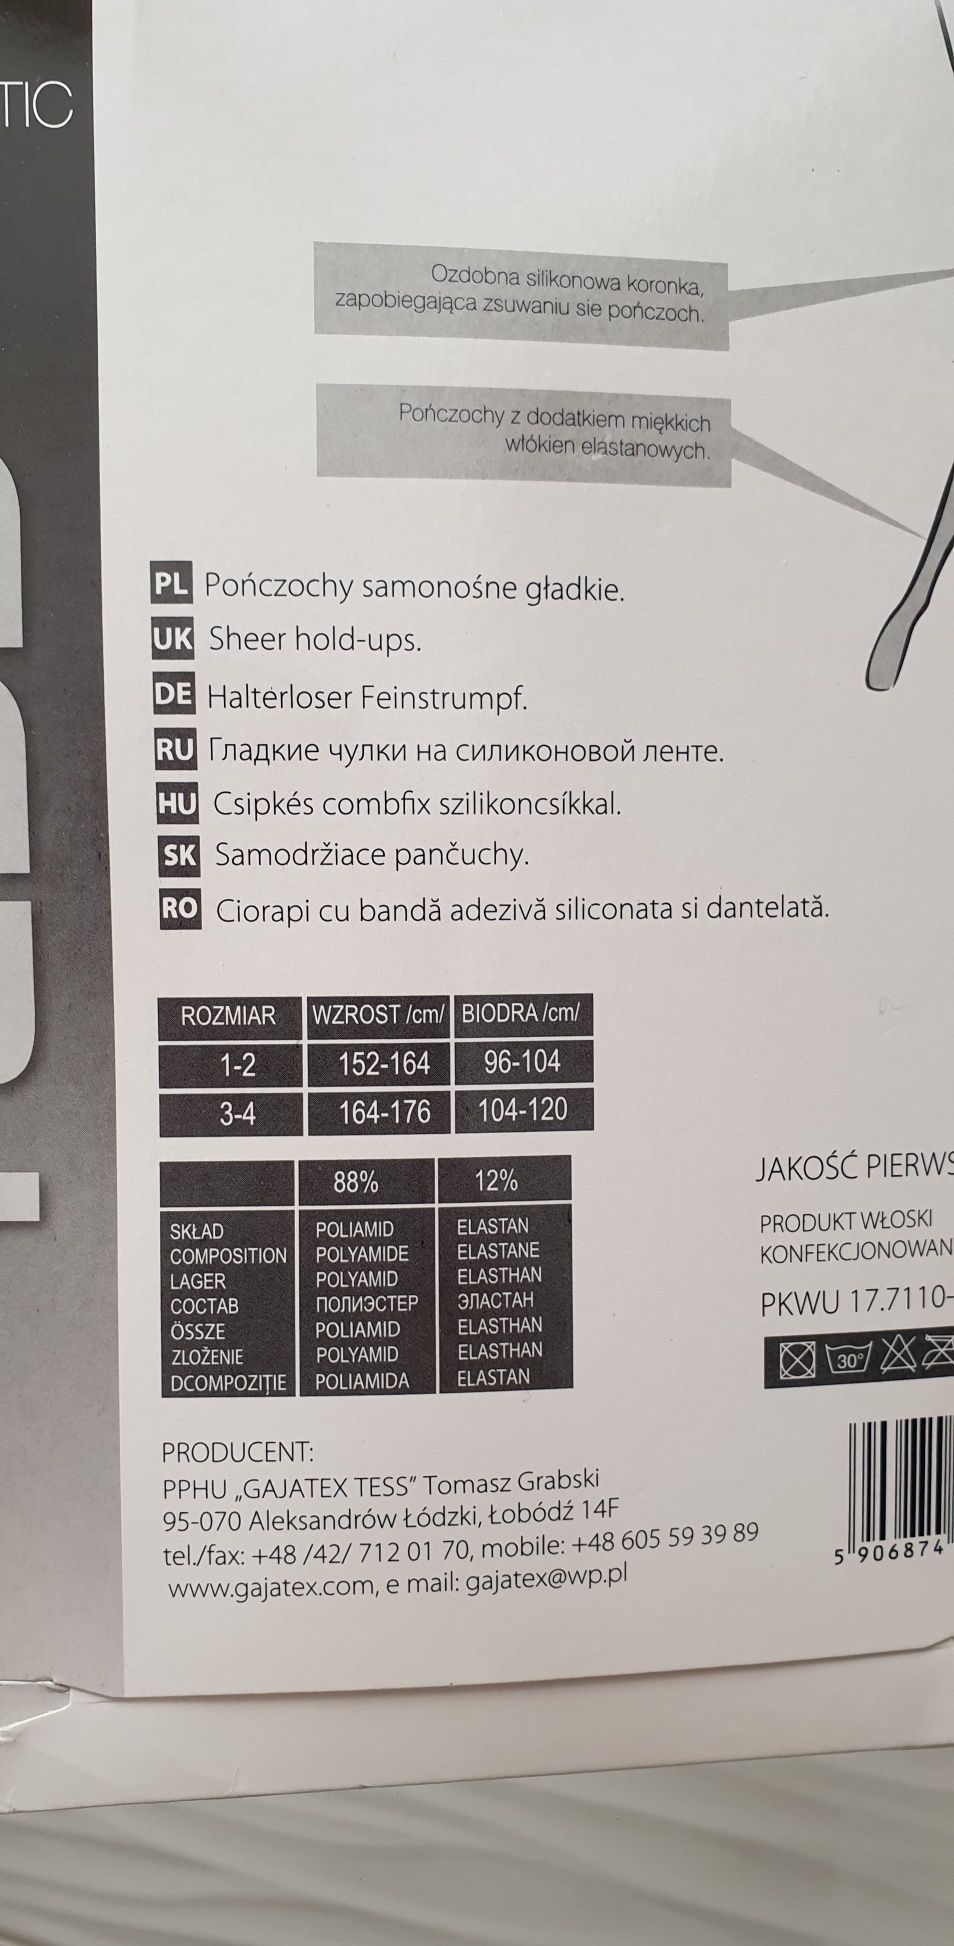 TIC
Ozdobna silikonowa koronka,
zapobiegająca zsuwaniu sie pończoch.
Pończochy z dodatkiem miękkich
włókien elastanowych.
PL Pończochy samonośne gładkie.
UK Sheer hold-ups.
DE Halterloser Feinstrumpf.
RU Гладкие чулки на силиконовой ленте.
HU Csipkés combfix szilikoncsíkkal.
SK Samodržiace pančuchy.
RO Ciorapi cu bandă adezivă siliconata si dantelată.
ROZMIAR WZROST /cm/ BIODRA /cm/
1-2 152-164 96-104
3-4 164-176 104-120
88% 12%
SKŁAD POLIAMID ELASTAN
COMPOSITION POLYAMIDE ELASTANE
LAGER POLYAMID ELASTHAN
СОСТАВ ПОЛИЭСТЕР ЭЛАСТАН
ÖSSZE POLIAMID ELASTHAN
ZLOŽENIE POLYAMID ELASTHAN
DCOMPOZIȚIE POLIAMIDA ELASTAN
JAKOŚĆ PIERWS
PRODUKT WŁOSKI
KONFEKCJONOWAN
PKWU 17.7110-
30°
PRODUCENT:
PPHU „GAJATEX TESS” Tomasz Grabski
95-070 Aleksandrów Łódzki, Łobódź 14F
tel./fax: +48 /42/ 712 01 70, mobile: +48 605 59 39 89
www.gajatex.com, e mail: gajatex@wp.pl
5 906874